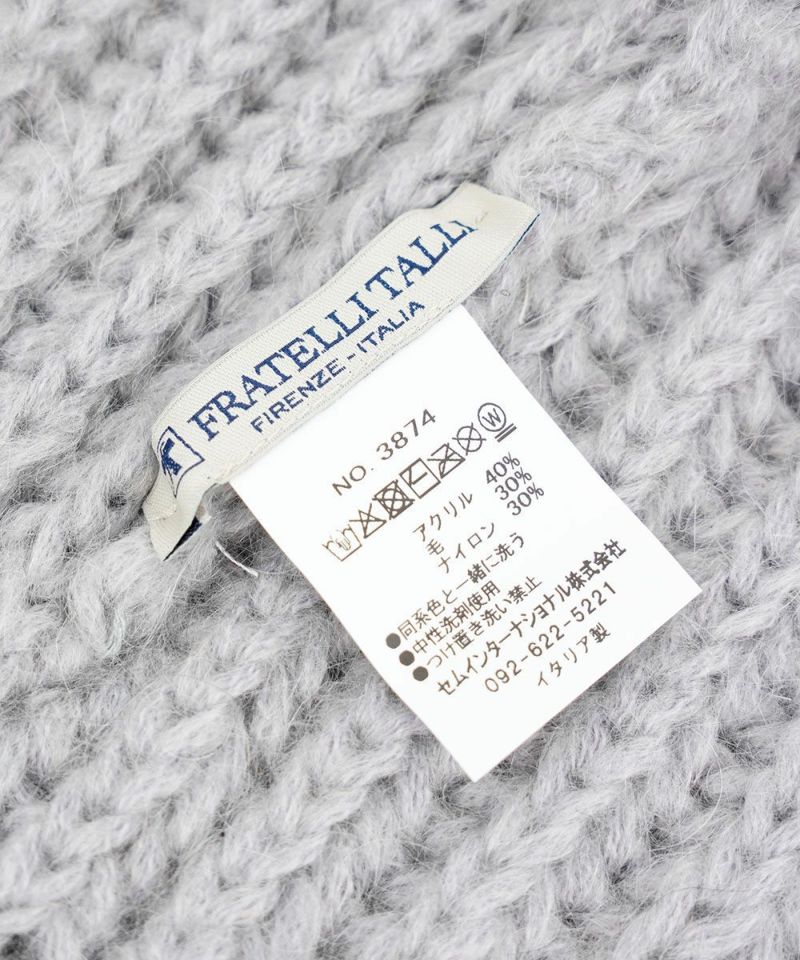 FRATELLI TALLI
FIRENZE - ITALIA
NO. 3874
アクリル 40%
毛 30%
ナイロン 30%
●同系色と一緒に洗う
●中性洗剤使用
●つけ置き洗い禁止
セムインターナショナル株式会社
092-622-5221
イタリア製